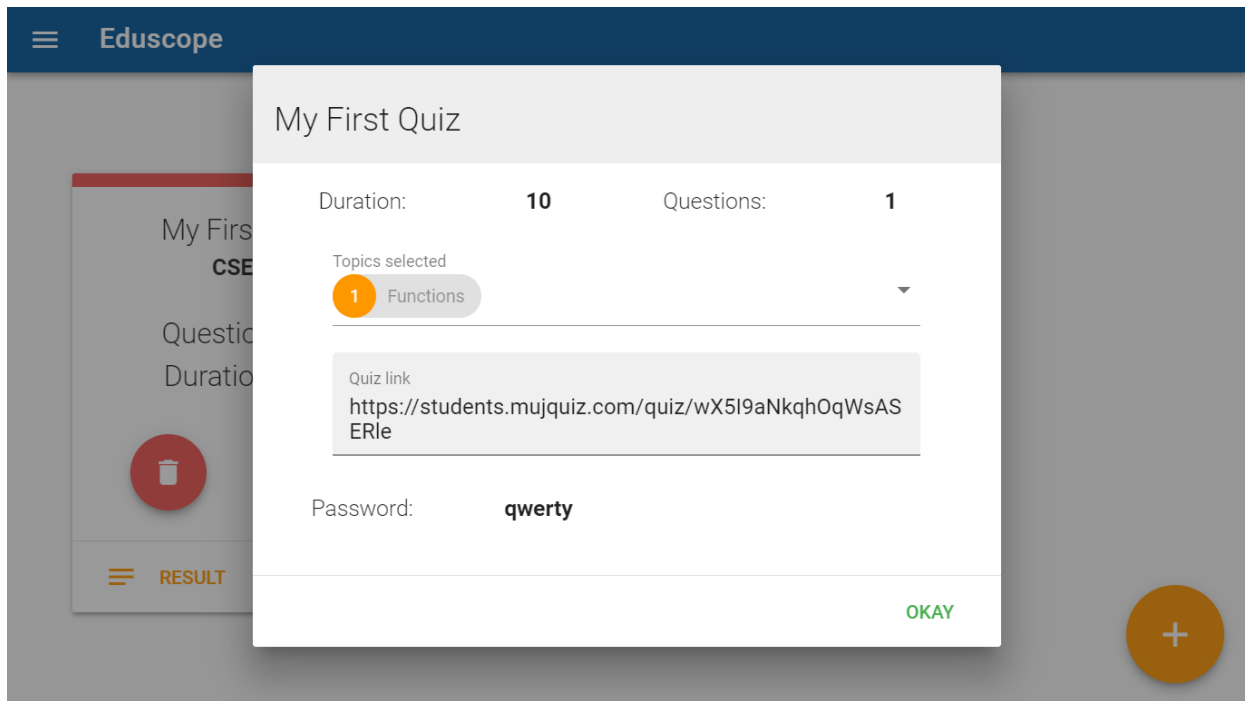 Eduscope
My First Quiz
Duration: 10 Questions: 1
Topics selected
1 Functions
Quiz link
https://students.mujquiz.com/quiz/wX5I9aNkqhOqWsAS
ERle
Password: qwerty
OKAY
My Firs
CSE
Questic
Duratio
RESULT